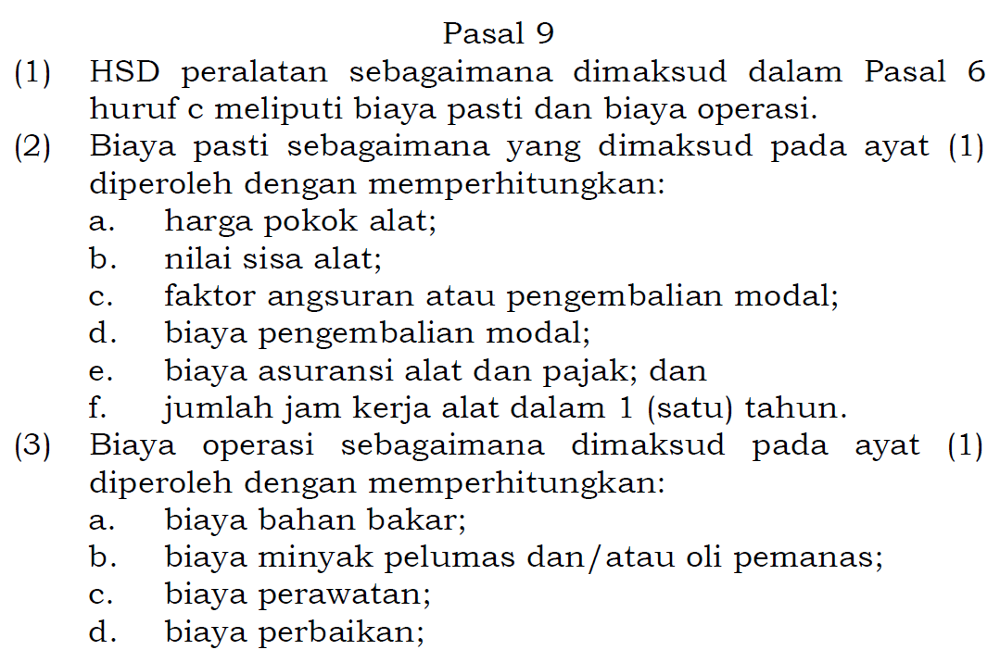 Pasal 9
(1) HSD peralatan sebagaimana dimaksud dalam Pasal 6
huruf c meliputi biaya pasti dan biaya operasi.
(2) Biaya pasti sebagaimana yang dimaksud pada ayat (1)
diperoleh dengan memperhitungkan:
a. harga pokok alat;
b. nilai sisa alat;
c. faktor angsuran atau pengembalian modal;
d. biaya pengembalian modal;
e. biaya asuransi alat dan pajak; dan
f. jumlah jam kerja alat dalam 1 (satu) tahun.
(3) Biaya operasi sebagaimana dimaksud pada ayat (1)
diperoleh dengan memperhitungkan:
a. biaya bahan bakar;
b. biaya minyak pelumas dan/atau oli pemanas;
c. biaya perawatan;
d. biaya perbaikan;